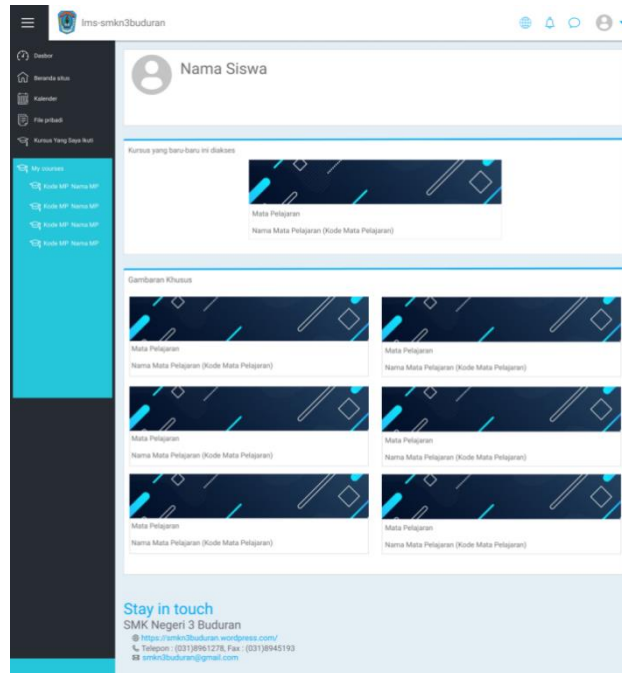 lms-smkn3buduran
Dasbor
Beranda situs
Kalender
File pribadi
Kursus Yang Saya Ikuti
My courses
Kode MP Nama MP
Kode MP Nama MP
Kode MP Nama MP
Kode MP Nama MP
Nama Siswa
Kursus yang baru-baru ini diakses
Mata Pelajaran
Nama Mata Pelajaran (Kode Mata Pelajaran)
Gambaran Khusus
Mata Pelajaran
Nama Mata Pelajaran (Kode Mata Pelajaran)
Mata Pelajaran
Nama Mata Pelajaran (Kode Mata Pelajaran)
Mata Pelajaran
Nama Mata Pelajaran (Kode Mata Pelajaran)
Mata Pelajaran
Nama Mata Pelajaran (Kode Mata Pelajaran)
Mata Pelajaran
Nama Mata Pelajaran (Kode Mata Pelajaran)
Mata Pelajaran
Nama Mata Pelajaran (Kode Mata Pelajaran)
Stay in touch
SMK Negeri 3 Buduran
https://smkn3buduran.wordpress.com/
Telepon : (031)8961278, Fax : (031)8945193
smkn3buduran@gmail.com